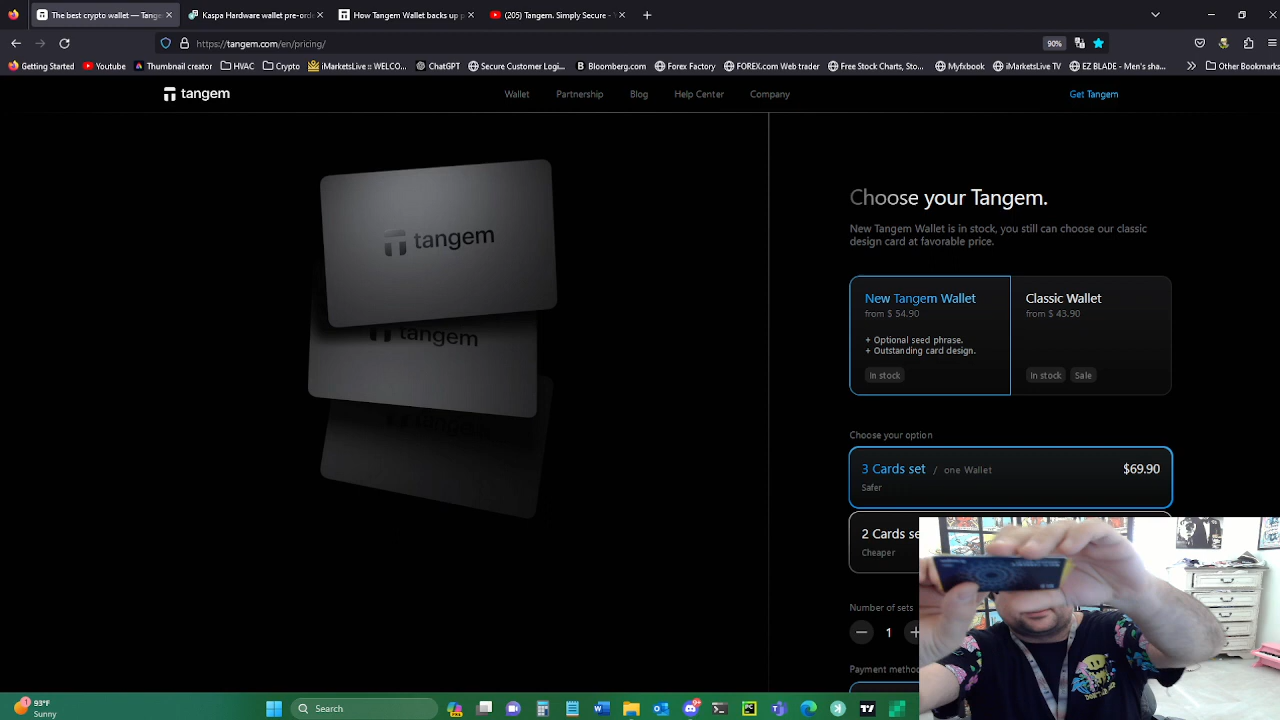 The best crypto wallet — Tange
Kaspa Hardware wallet pre-ord
How Tangem Wallet backs up p
(205) Tangem. Simply Secure -
https://tangem.com/en/pricing/
90%
Getting Started
Youtube
Thumbnail creator
HVAC
Crypto
iMarketsLive :: WELCO...
ChatGPT
Secure Customer Logi...
Bloomberg.com
Forex Factory
FOREX.com Web trader
Free Stock Charts, Sto...
Myfxbook
iMarketsLive TV
EZ BLADE - Men's sha...
Other Bookmarks
tangem
Wallet
Partnership
Blog
Help Center
Company
Get Tangem
tangem
tangem
tangem
Choose your Tangem.
New Tangem Wallet is in stock, you still can choose our classic
design card at favorable price.
New Tangem Wallet
from $ 54.90
+ Optional seed phrase.
+ Outstanding card design.
In stock
Classic Wallet
from $ 43.90
In stock
Sale
Choose your option
3 Cards set / one Wallet
$69.90
Safer
2 Cards se
Cheaper
Number of sets
1
Payment metho
93°F
Sunny
Search